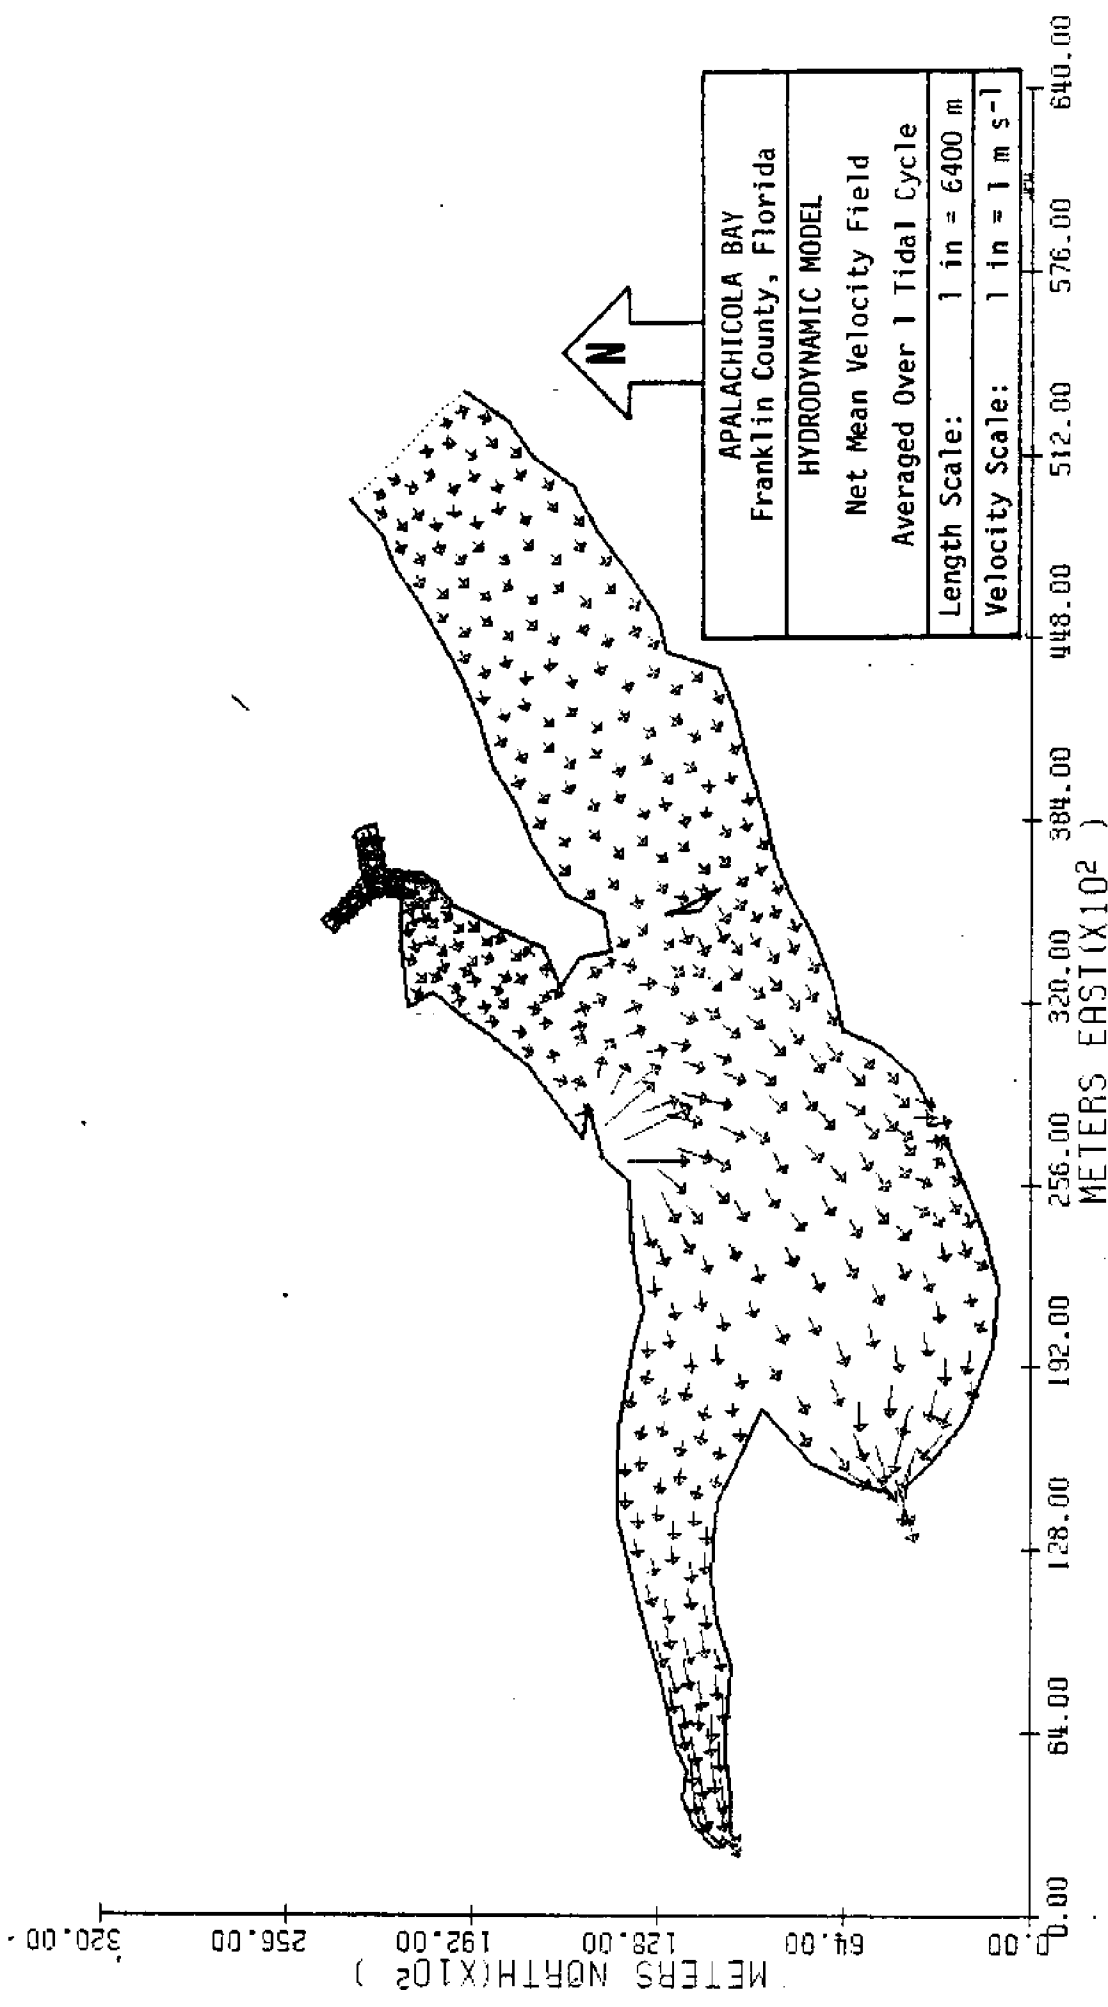 N
APALACHICOLA BAY
Franklin County, Florida
HYDRODYNAMIC MODEL
Net Mean Velocity Field
Averaged Over 1 Tidal Cycle
Length Scale: 1 in = 6400 m
Velocity Scale: 1 in = 1 m s⁻¹
METERS NORTH(X10²)
320.00
256.00
192.00
128.00
64.00
0.00
0.00 64.00 128.00 192.00 256.00 320.00 384.00 448.00 512.00 576.00 640.00
METERS EAST(X10²)